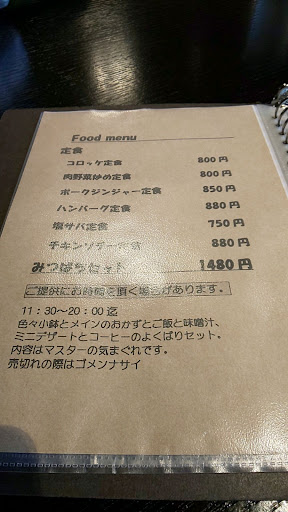 Food menu
定食
コロッケ定食 800円
肉野菜炒め定食 800円
ポークジンジャー定食 850円
ハンバーグ定食 880円
塩サバ定食 750円
チキンソテー定食 880円
みつばちセット 1480円
ご提供にお時間を頂く場合があります。
11:30～20:00迄
色々小鉢とメインのおかずとご飯と味噌汁、
ミニデザートとコーヒーのよくばりセット。
内容はマスターの気まぐれです。
売切れの際はゴメンナサイ